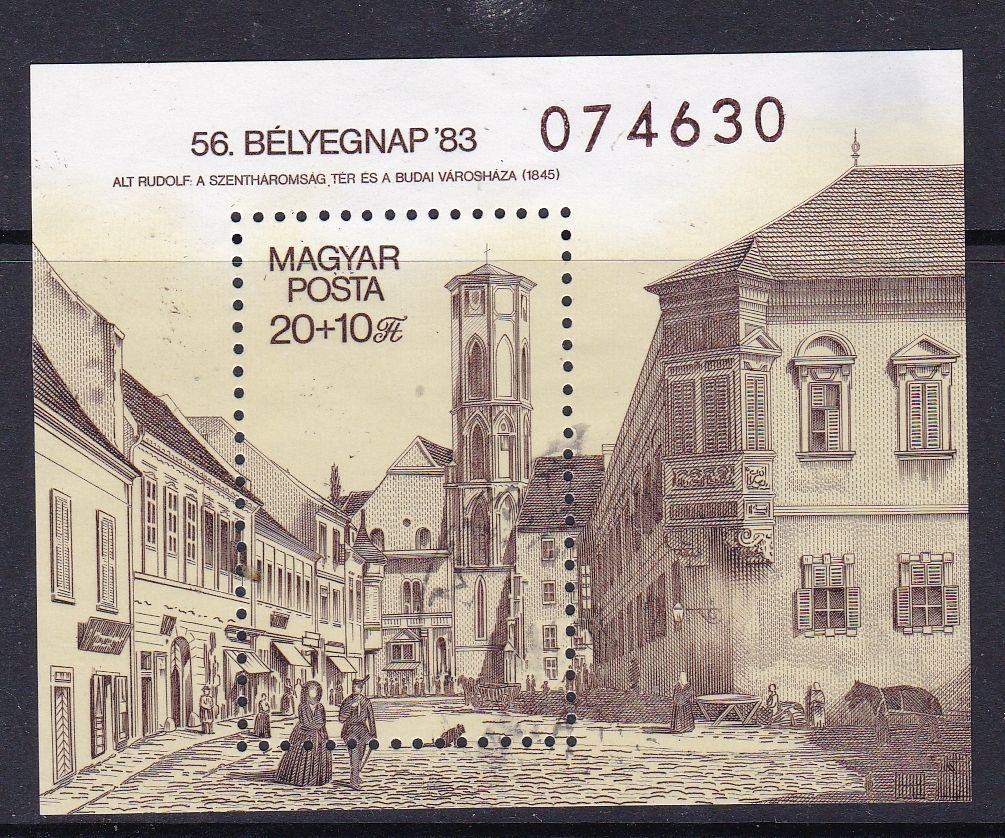 56. BÉLYEGNAP '83
074630
ALT RUDOLF: A SZENTHÁROMSÁG TÉR ÉS A BUDAI VÁROSHÁZA (1845)
MAGYAR
POSTA
20+10 Ft